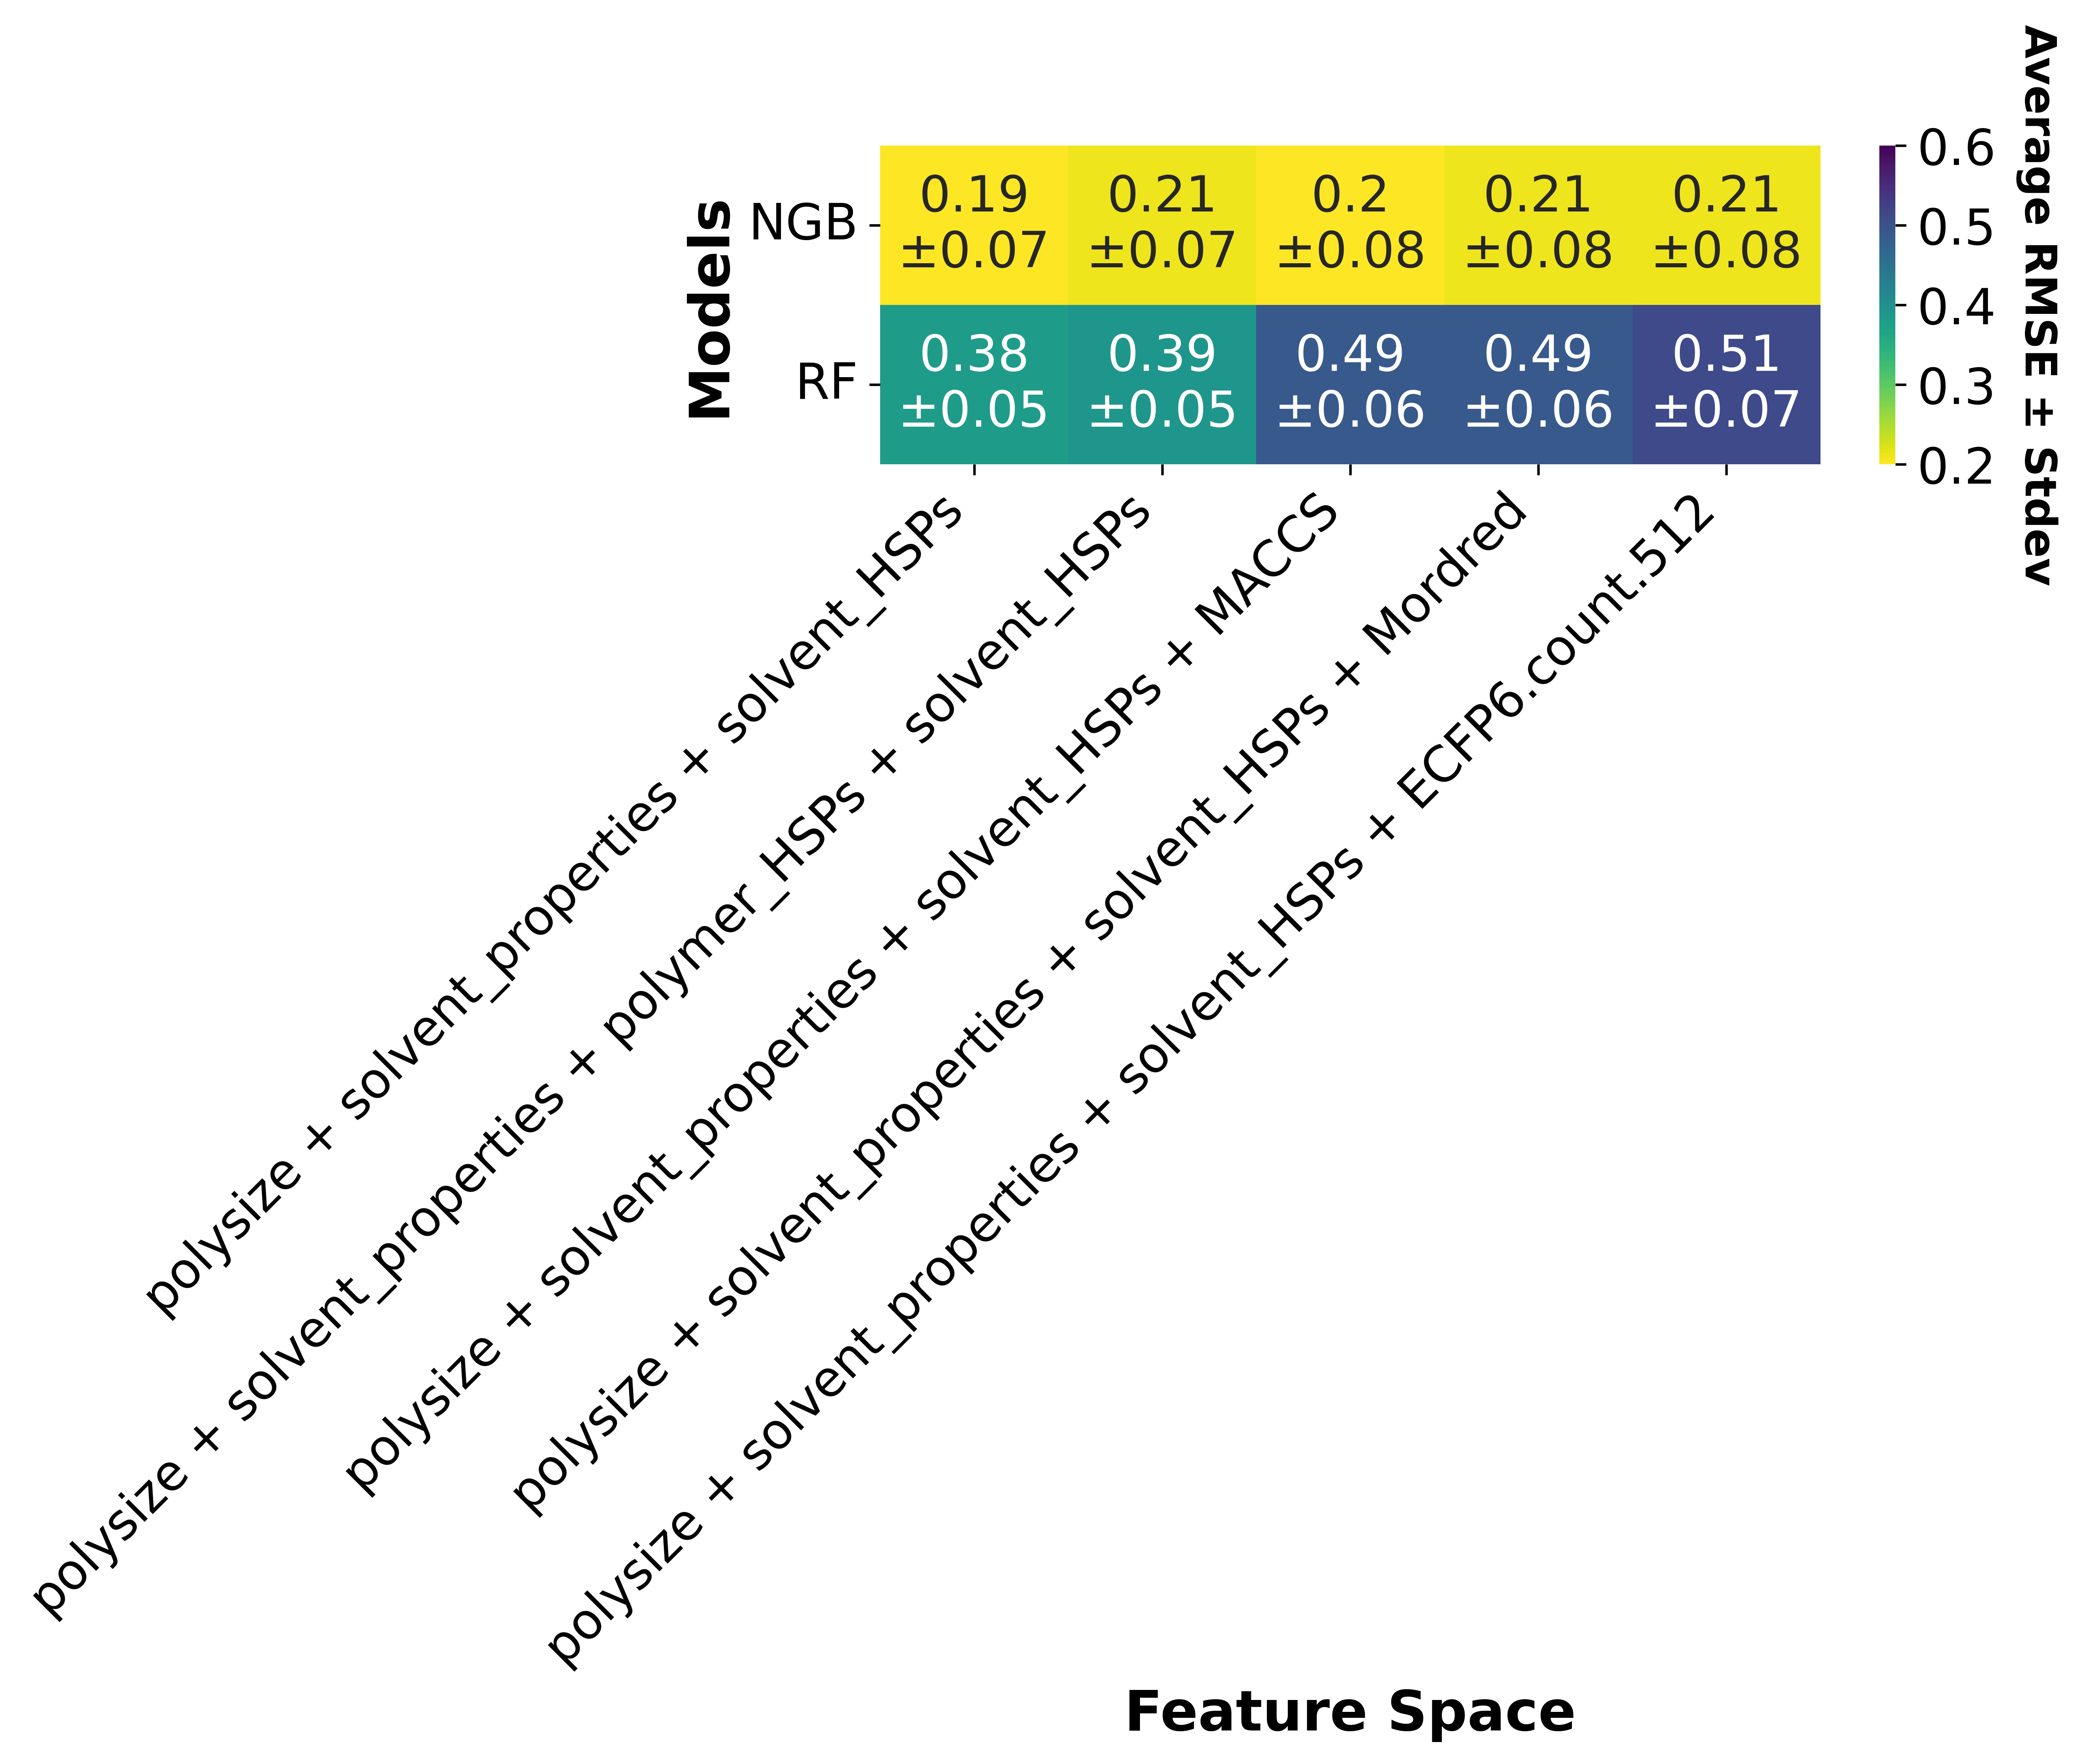 Models
NGB
RF
0.19
±0.07
0.21
±0.07
0.2
±0.08
0.21
±0.08
0.21
±0.08
0.38
±0.05
0.39
±0.05
0.49
±0.06
0.49
±0.06
0.51
±0.07
polysize + solvent_properties + solvent_HSPs
polysize + solvent_properties + polymer_HSPs + solvent_HSPs
polysize + solvent_properties + solvent_HSPs + MACCS
polysize + solvent_properties + solvent_HSPs + Mordred
polysize + solvent_properties + solvent_HSPs + ECFP6.count.512
Feature Space
0.6
0.5
0.4
0.3
0.2
Average RMSE ± Stdev